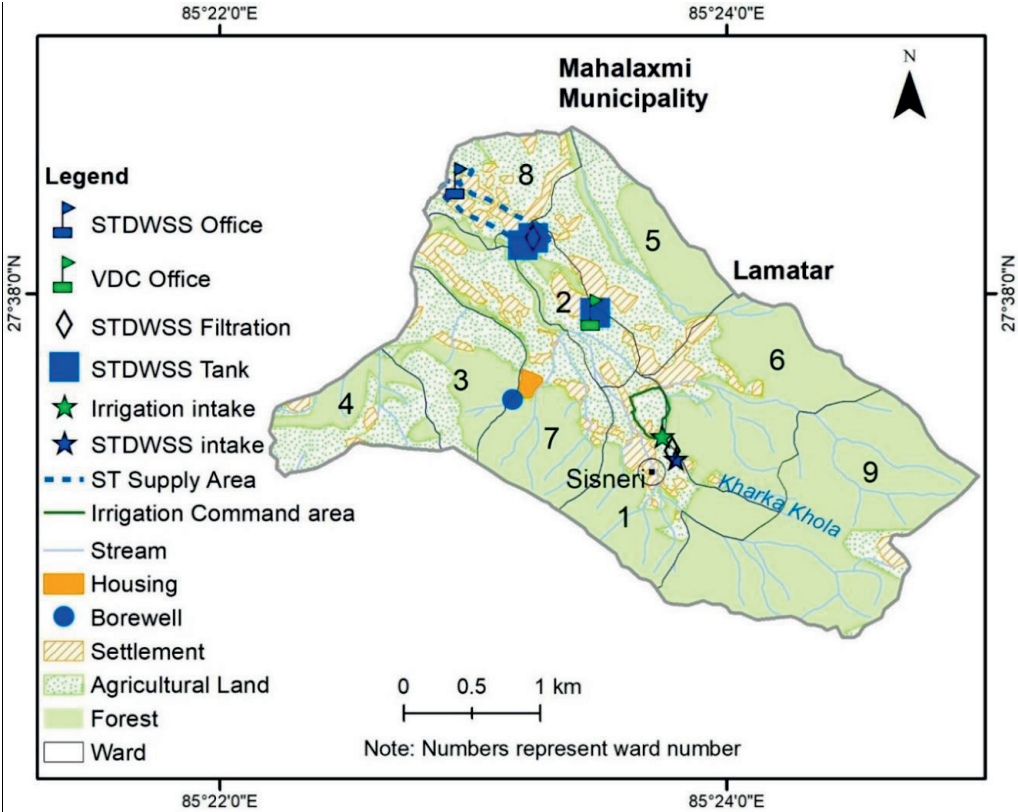 85°22'0"E
85°24'0"E
N
Mahalaxmi
Municipality
Legend
8
STDWSS Office
5
Lamatar
27°38'0"N
27°38'0"N
VDC Office
2
STDWSS Filtration
6
STDWSS Tank
3
4
Irrigation intake
7
STDWSS intake
9
Sisneri
ST Supply Area
Kharka Khola
Irrigation Command area
1
Stream
Housing
Borewell
Settlement
Agricultural Land
0 0.5 1 km
Forest
Ward
Note: Numbers represent ward number
85°22'0"E
85°24'0"E